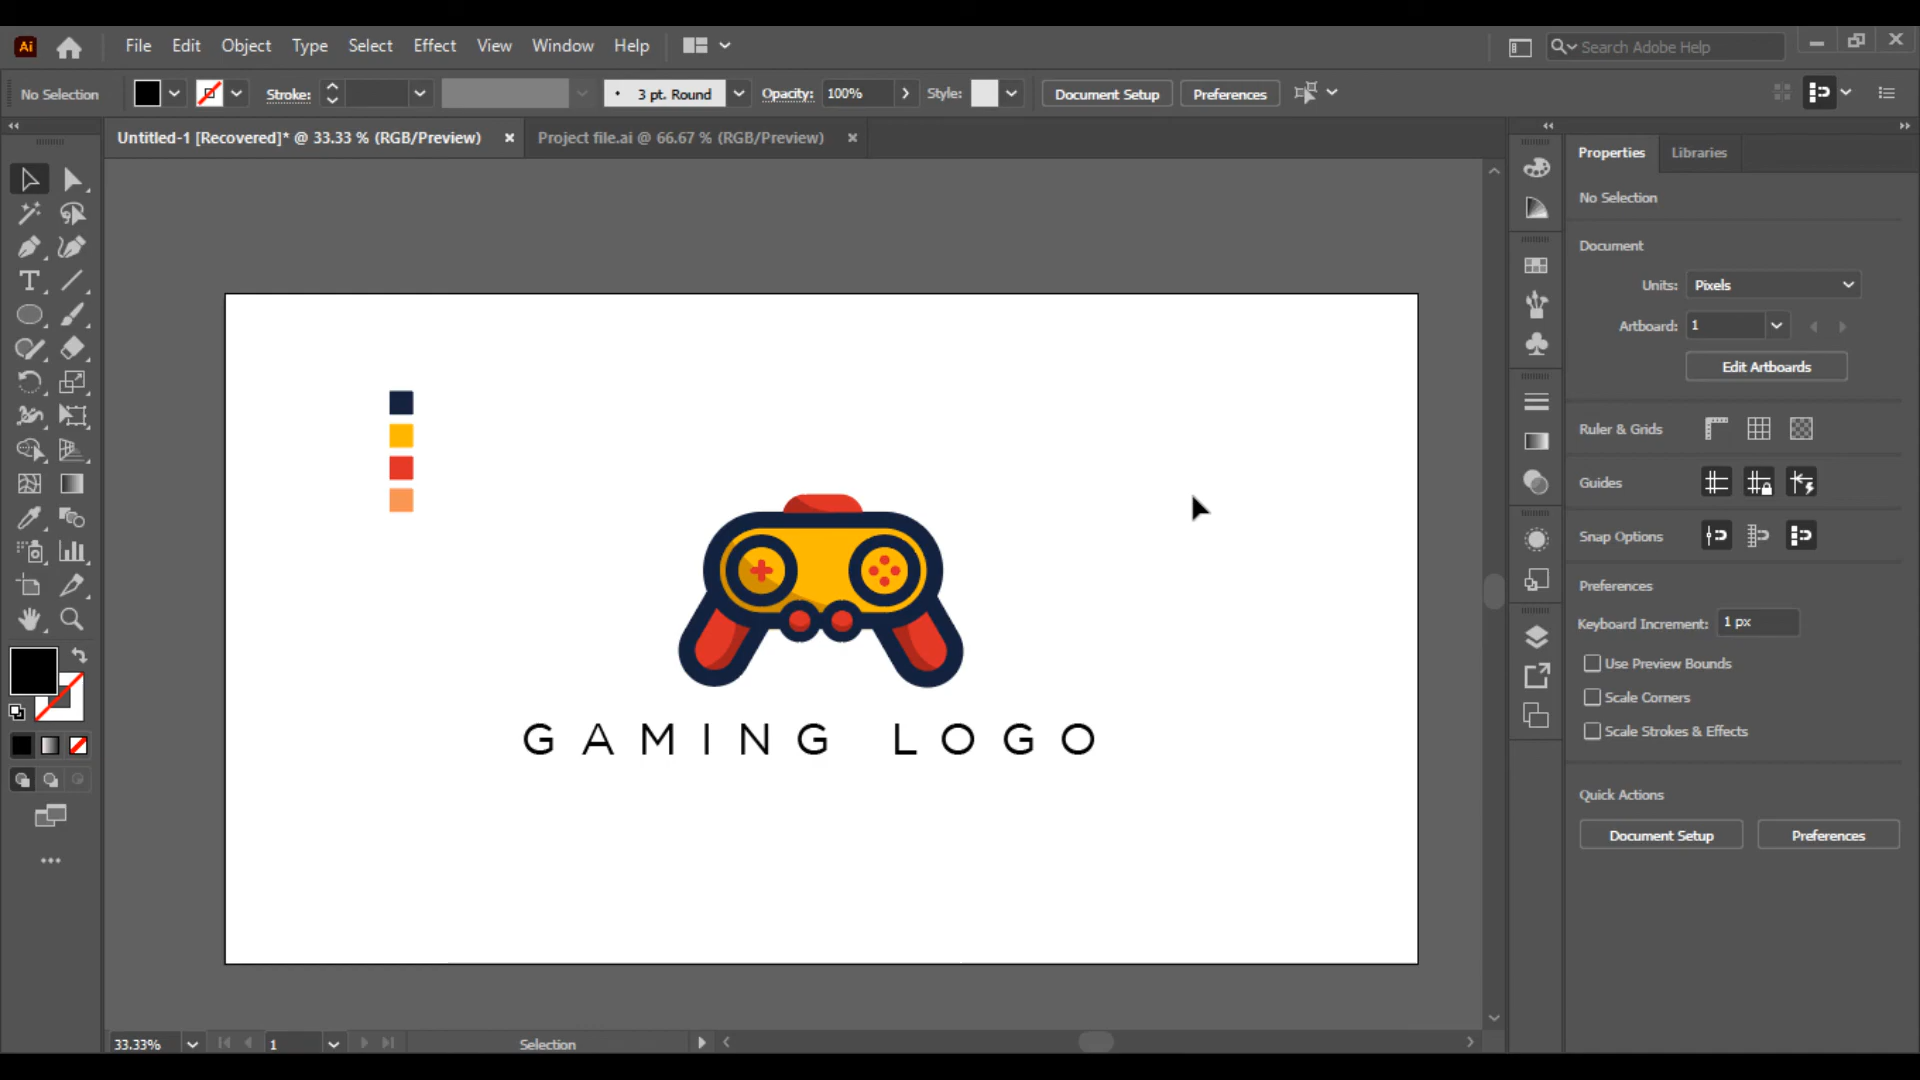 Ai File Edit Object Type Select Effect View Window Help Search Adobe Help
No Selection Stroke: 3 pt. Round Opacity: 100% Style: Document Setup Preferences
Untitled-1 [Recovered]* @ 33.33 % (RGB/Preview) × Project file.ai @ 66.67 % (RGB/Preview) ×
Properties Libraries
No Selection
Document
Units: Pixels
Artboard: 1
Edit Artboards
Ruler & Grids
Guides
Snap Options
Preferences
Keyboard Increment: 1 px
Use Preview Bounds
Scale Corners
Scale Strokes & Effects
Quick Actions
Document Setup Preferences
GAMING LOGO
33.33% 1 Selection